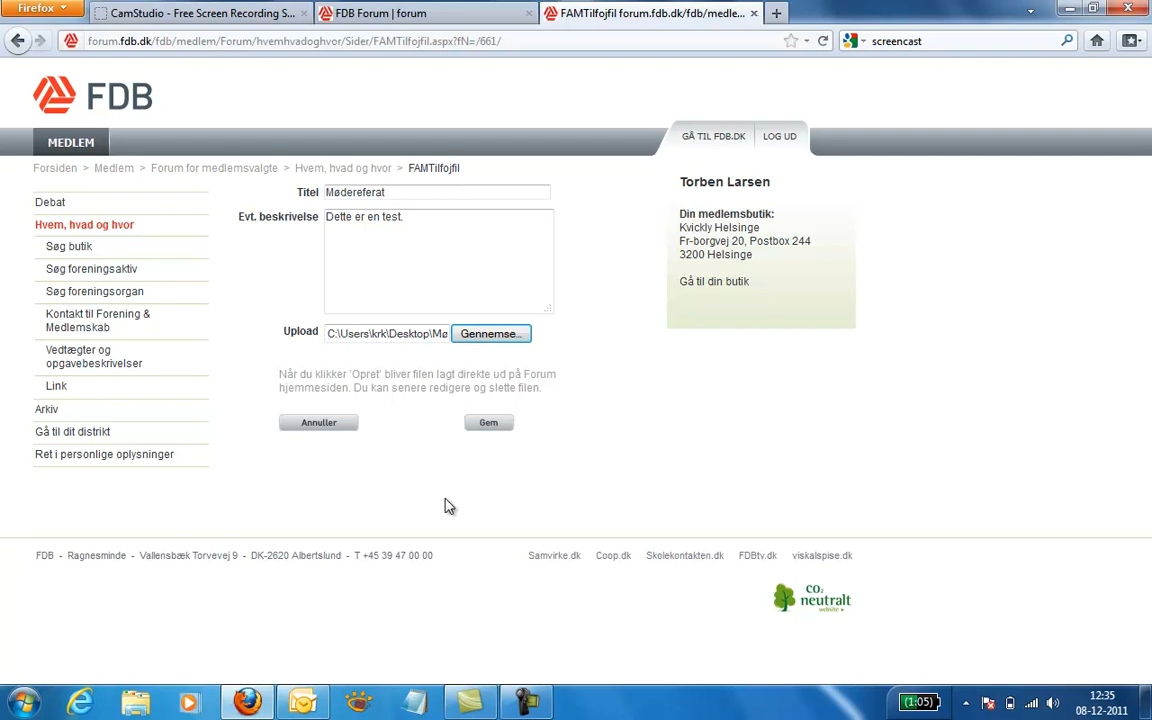 Firefox
CamStudio - Free Screen Recording S...
FDB Forum | forum
FAMTilfojfil forum.fdb.dk/fdb/medle...
forum.fdb.dk/fdb/medlem/Forum/hvemhvadoghvor/Sider/FAMTilfojfil.aspx?fN=/661/
screencast
FDB
MEDLEM
GÅ TIL FDB.DK
LOG UD
Forsiden > Medlem > Forum for medlemsvalgte > Hvem, hvad og hvor > FAMTilfojfil
Debat
Hvem, hvad og hvor
Søg butik
Søg foreningsaktiv
Søg foreningsorgan
Kontakt til Forening &
Medlemskab
Vedtægter og
opgavebeskrivelser
Link
Arkiv
Gå til dit distrikt
Ret i personlige oplysninger
Titel
Mødereferat
Evt. beskrivelse
Dette er en test.
Upload
C:\Users\krk\Desktop\Mø
Gennemse...
Når du klikker 'Opret' bliver filen lagt direkte ud på Forum
hjemmesiden. Du kan senere redigere og slette filen.
Annuller
Gem
Torben Larsen
Din medlemsbutik:
Kvickly Helsinge
Fr-borgvej 20, Postbox 244
3200 Helsinge
Gå til din butik
FDB - Ragnesminde - Vallensbæk Torvevej 9 - DK-2620 Albertslund - T +45 39 47 00 00
Samvirke.dk
Coop.dk
Skolekontakten.dk
FDBtv.dk
viskalspise.dk
CO2
neutralt
website
(1:05)
12:35
08-12-2011